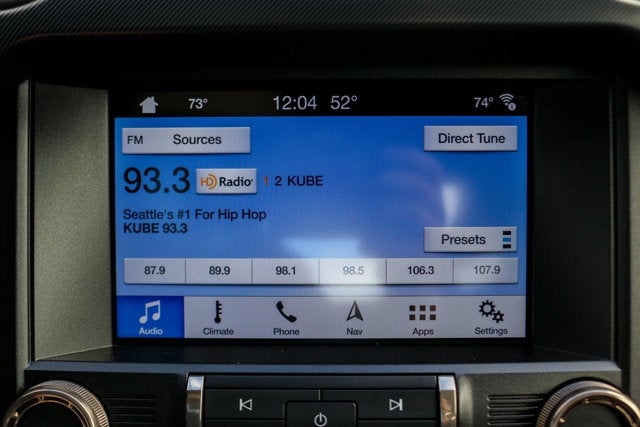 73° 12:04 52° 74°
FM Sources Direct Tune
93.3 HD Radio 1 2 KUBE
Seattle's #1 For Hip Hop
KUBE 93.3
Presets
87.9 89.9 98.1 98.5 106.3 107.9
Audio Climate Phone Nav Apps Settings